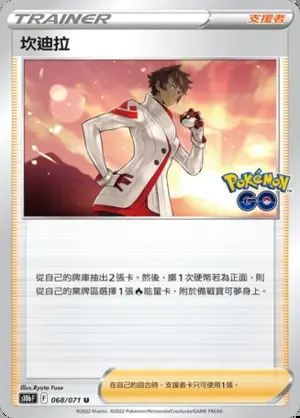 TRAINER 支援者
坎迪拉
Pokémon
GO
從自己的牌庫抽出2張卡。然後,擲1次硬幣若為正面,則
從自己的棄牌區選擇1張能量卡,附於備戰寶可夢身上。
Illus.Ryuta Fuse
s10b F F 068/071 U
在自己的回合時,支援者卡只可使用1張。
©2022 Niantic. ©2022 Pokémon/Nintendo/Creatures/GAME FREAK.